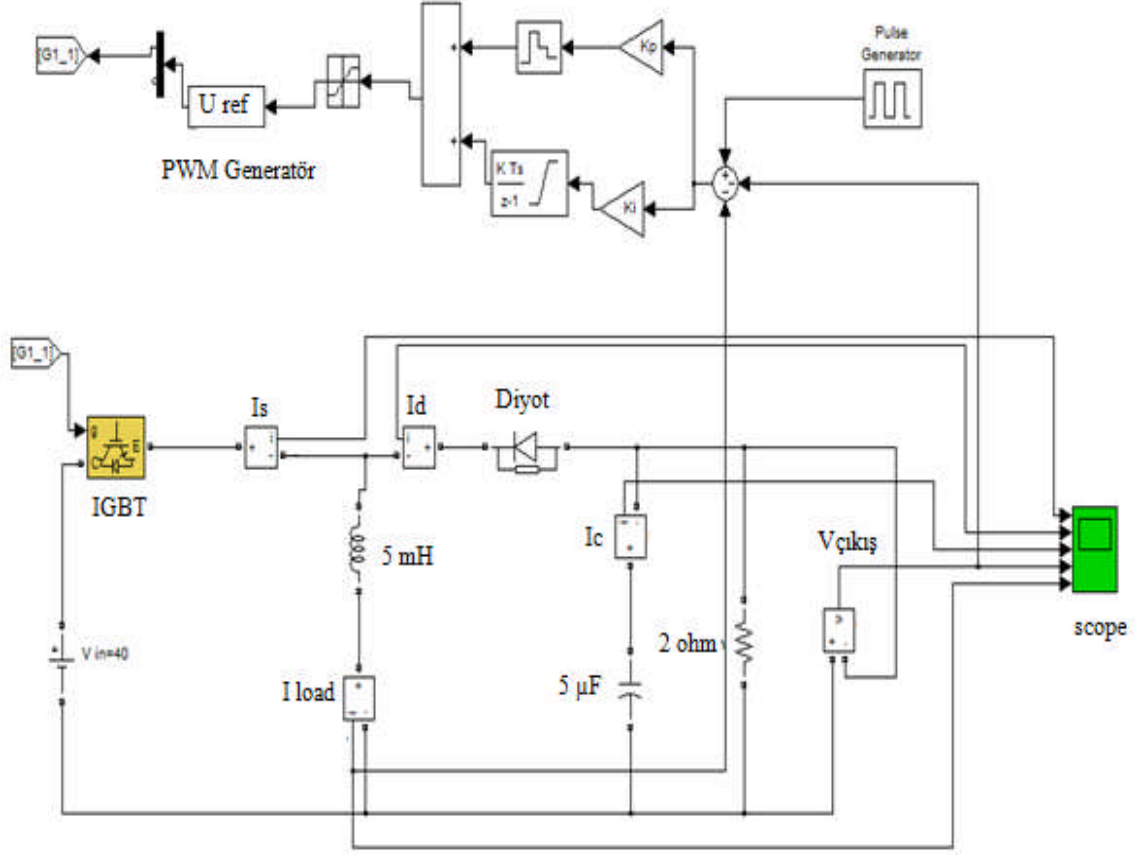 [G1_1]
U ref
PWM Generatör
Kp
Pulse
Generator
K Ts
z-1
Ki
[G1_1]
IGBT
Is
Id
Diyot
5 mH
Ic
Vçıkış
scope
V in=40
I load
5 µF
2 ohm